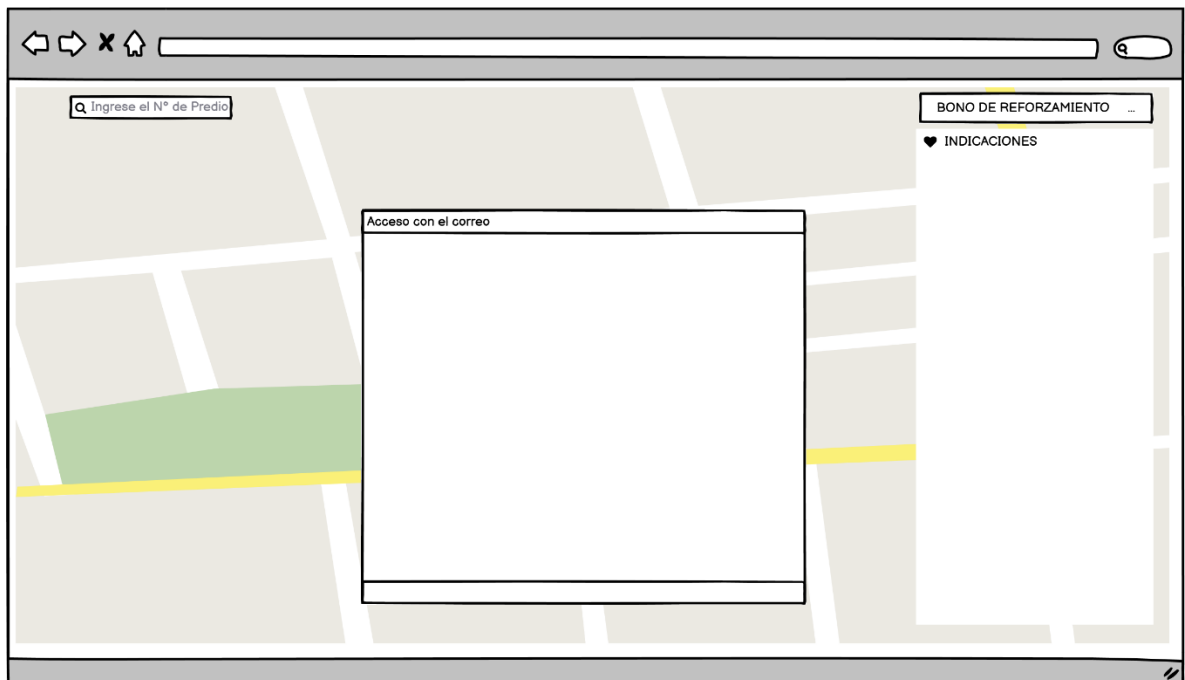 Ingrese el N° de Predio
BONO DE REFORZAMIENTO ...
INDICACIONES
Acceso con el correo